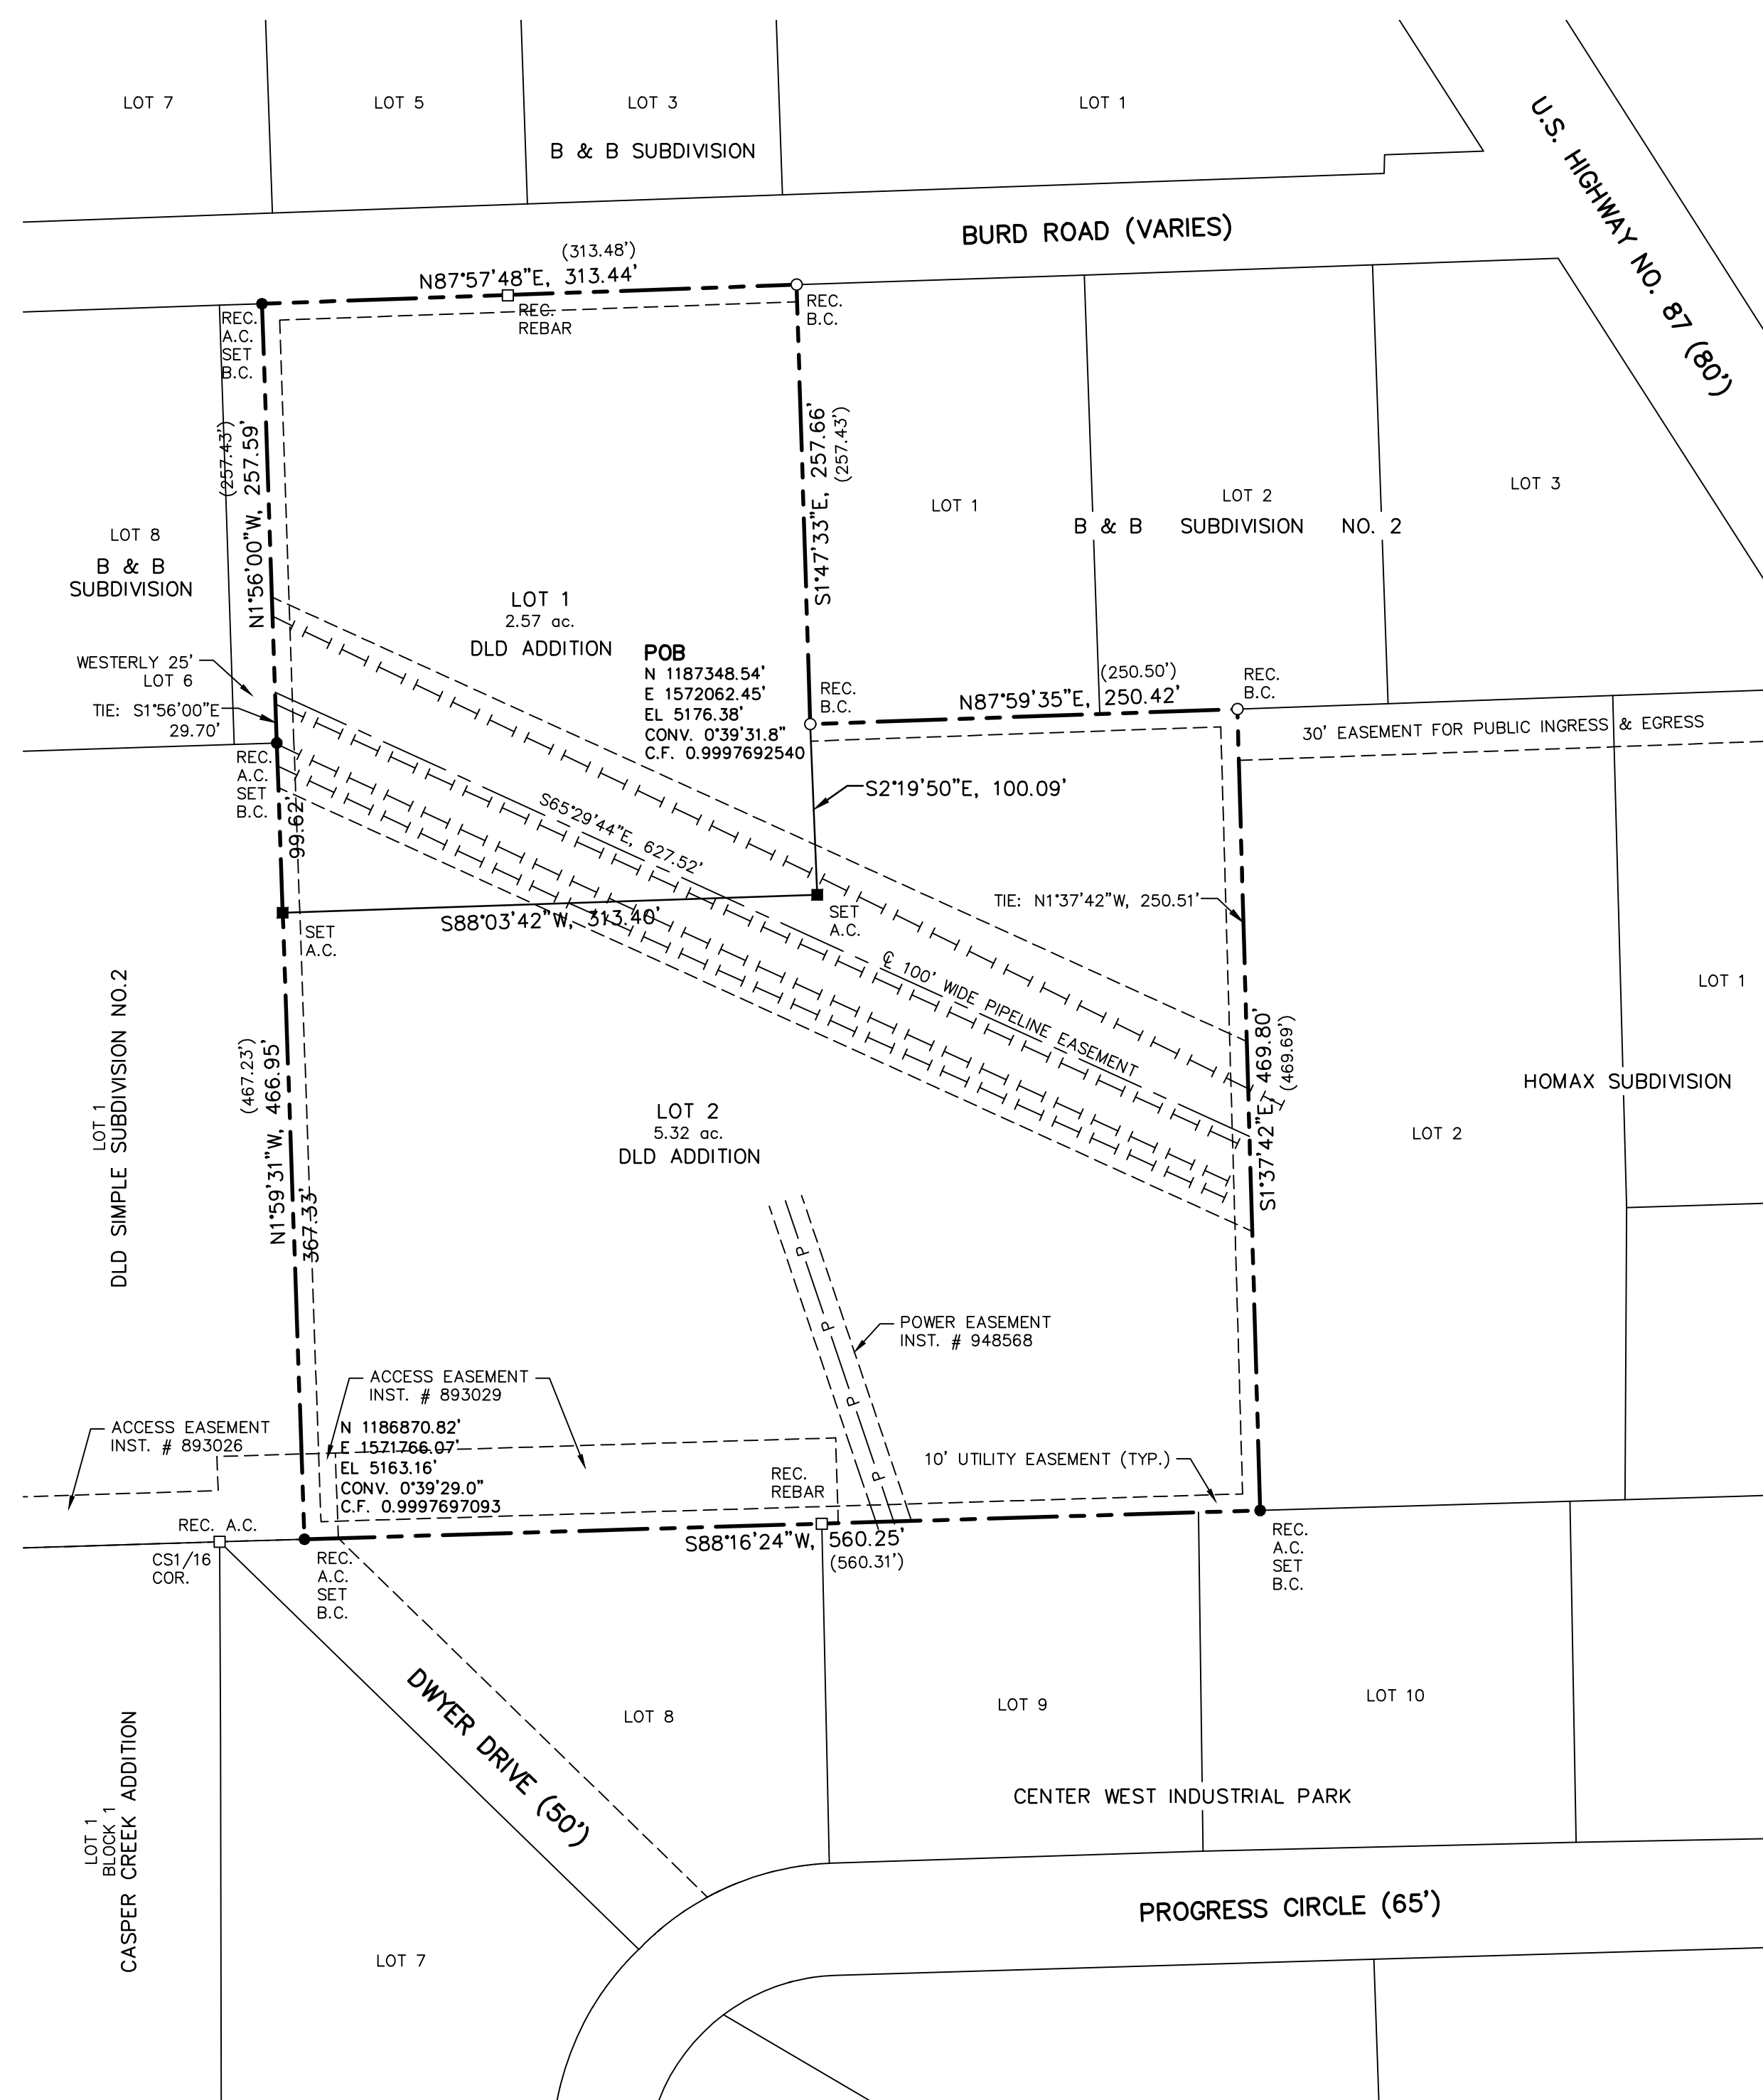 LOT 7
LOT 5
LOT 3
LOT 1
B & B SUBDIVISION
U.S. HIGHWAY NO. 87 (80')
BURD ROAD (VARIES)
(313.48')
N87°57'48"E, 313.44'
REC.
A.C.
SET
B.C.
REC.
REBAR
REC.
B.C.
(257.43')
N1°56'00"W, 257.59'
S1°47'33"E, 257.66'
(257.43')
LOT 8
B & B
SUBDIVISION
LOT 1
LOT 2
B & B SUBDIVISION NO. 2
LOT 3
LOT 1
2.57 ac.
DLD ADDITION
WESTERLY 25'
LOT 6
TIE: S1°56'00"E
29.70'
POB
N 1187348.54'
E 1572062.45'
EL 5176.38'
CONV. 0°39'31.8"
C.F. 0.9997692540
REC.
B.C.
(250.50')
N87°59'35"E, 250.42'
REC.
B.C.
30' EASEMENT FOR PUBLIC INGRESS & EGRESS
REC.
A.C.
SET
B.C.
99.62'
S65°29'44"E, 627.52'
S2°19'50"E, 100.09'
S88°03'42"W, 313.40'
SET
A.C.
SET
A.C.
TIE: N1°37'42"W, 250.51'
℄ 100' WIDE PIPELINE EASEMENT
S1°37'42"E, 469.80'
(469.69')
LOT 1
HOMAX SUBDIVISION
LOT 2
LOT 1
DLD SIMPLE SUBDIVISION NO.2
(467.23')
N1°59'31"W, 466.95'
367.33'
LOT 2
5.32 ac.
DLD ADDITION
P
P
P
P
POWER EASEMENT
INST. # 948568
ACCESS EASEMENT
INST. # 893029
ACCESS EASEMENT
INST. # 893026
N 1186870.82'
E 1571766.07'
EL 5163.16'
CONV. 0°39'29.0"
C.F. 0.9997697093
REC.
REBAR
10' UTILITY EASEMENT (TYP.)
REC. A.C.
CS1/16
COR.
REC.
A.C.
SET
B.C.
S88°16'24"W, 560.25'
(560.31')
REC.
A.C.
SET
B.C.
DWYER DRIVE (50')
LOT 8
LOT 9
LOT 10
CENTER WEST INDUSTRIAL PARK
LOT 1
BLOCK 1
CASPER CREEK ADDITION
LOT 7
PROGRESS CIRCLE (65')